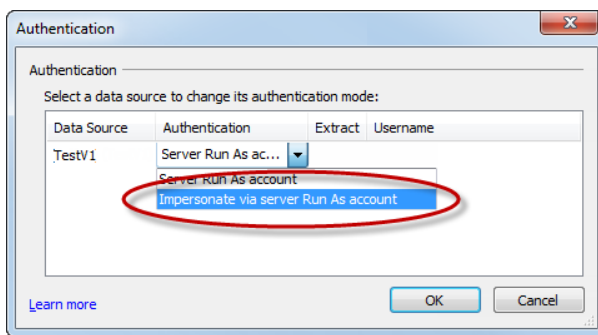 Authentication
x
Authentication
Select a data source to change its authentication mode:
Data Source Authentication Extract Username
TestV1 Server Run As ac...
Server Run As account
Impersonate via server Run As account
Learn more OK Cancel